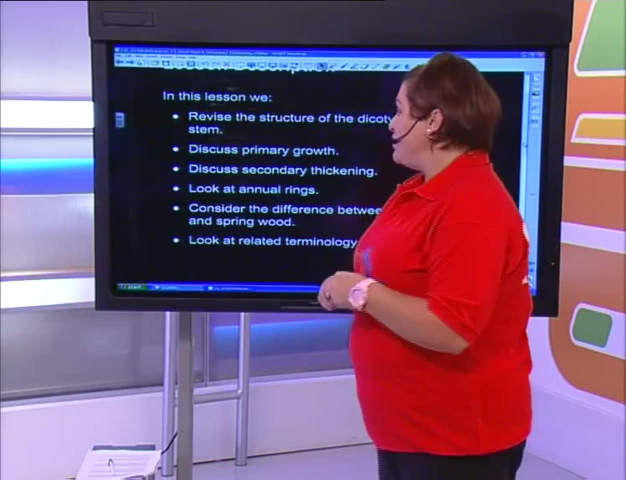 In this lesson we:
• Revise the structure of the dicoty
stem.
• Discuss primary growth.
• Discuss secondary thickening.
• Look at annual rings.
• Consider the difference betwe
and spring wood.
• Look at related terminology